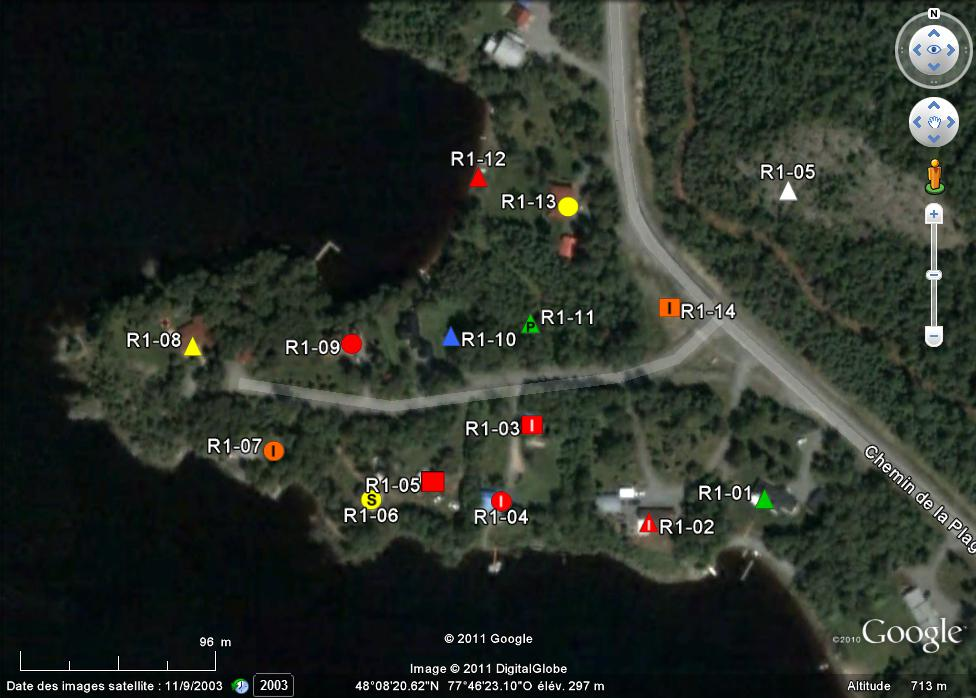 N
R1-12
R1-05
R1-13
R1-14
I
R1-11
P
R1-10
R1-08
R1-09
R1-03
I
R1-07
I
Chemin de la Plag
R1-05
S
R1-06
I
R1-04
R1-01
I
R1-02
96 m
© 2011 Google
©2010 Google
Image © 2011 DigitalGlobe
Date des images satellite : 11/9/2003
2003
48°08'20.62"N 77°46'23.10"O élév. 297 m
Altitude 713 m